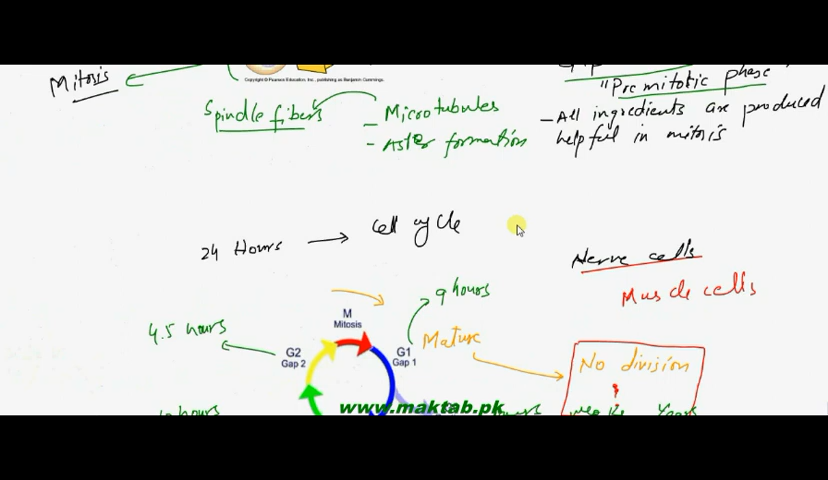 Copyright © Pearson Education, Inc., publishing as Benjamin Cummings.
Mitosis
"Pre mitotic phase
Spindle fibers
- Microtubules
- Aster formation
- All ingredients are produced
helpful in mitosis
24 Hours → cell cycle
Nerve cells
Muscle cells
9 hours
M
Mitosis
4.5 hours
G2
Gap 2
G1
Gap 1
Mature
No division
www.maktab.pk
hours
Years